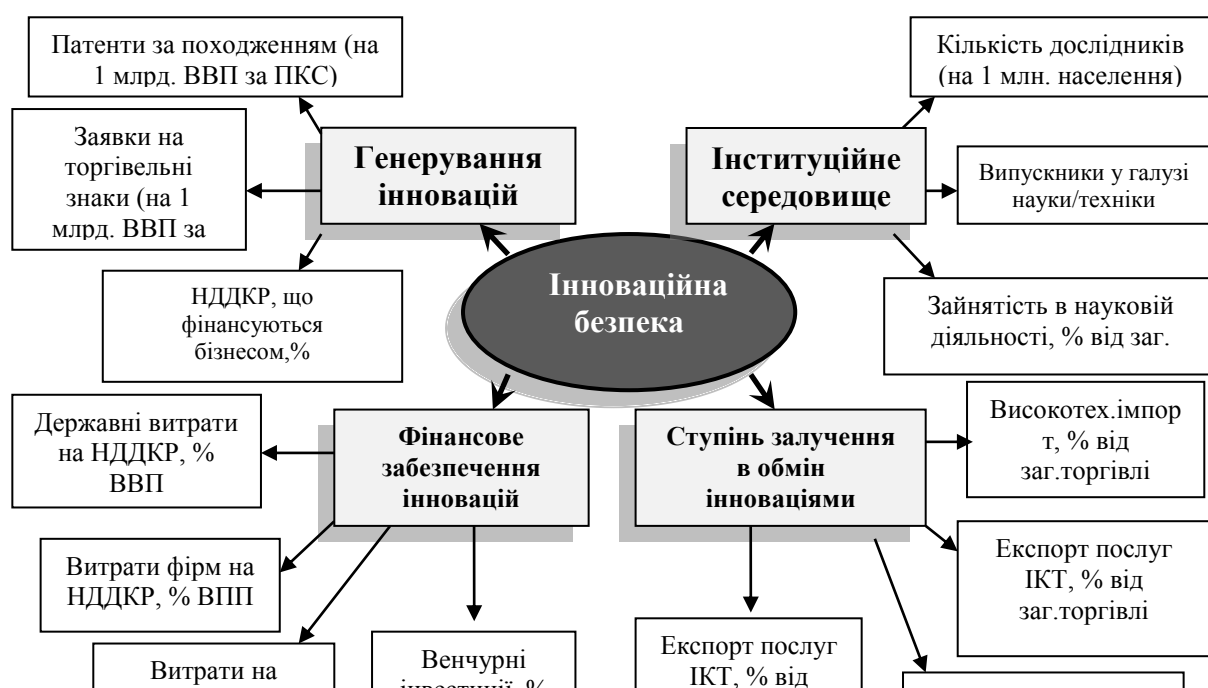 Патенти за походженням (на
1 млрд. ВВП за ПКС)
Кількість дослідників
(на 1 млн. населення)
Заявки на
торгівельні
знаки (на 1
млрд. ВВП за
Генерування
інновацій
Інституційне
середовище
Випускники у галузі
науки/техніки
НДДКР, що
фінансуються
бізнесом,%
Інноваційна
безпека
Зайнятість в науковій
діяльності, % від заг.
Державні витрати
на НДДКР, %
ВВП
Фінансове
забезпечення
інновацій
Ступінь залучення
в обмін
інноваціями
Високотех.імпор
т, % від
заг.торгівлі
Витрати фірм на
НДДКР, % ВПП
Експорт послуг
ІКТ, % від
заг.торгівлі
Витрати на
Венчурні
інвестиції, %
Експорт послуг
ІКТ, % від